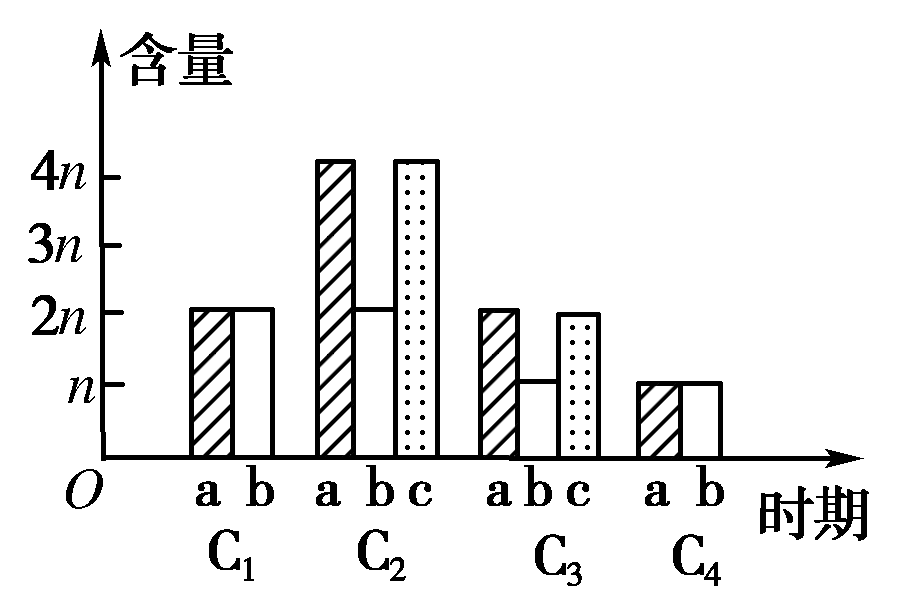 含量
4n
3n
2n
n
O
a b a b c a b c a b
时期
C₁ C₂ C₃ C₄